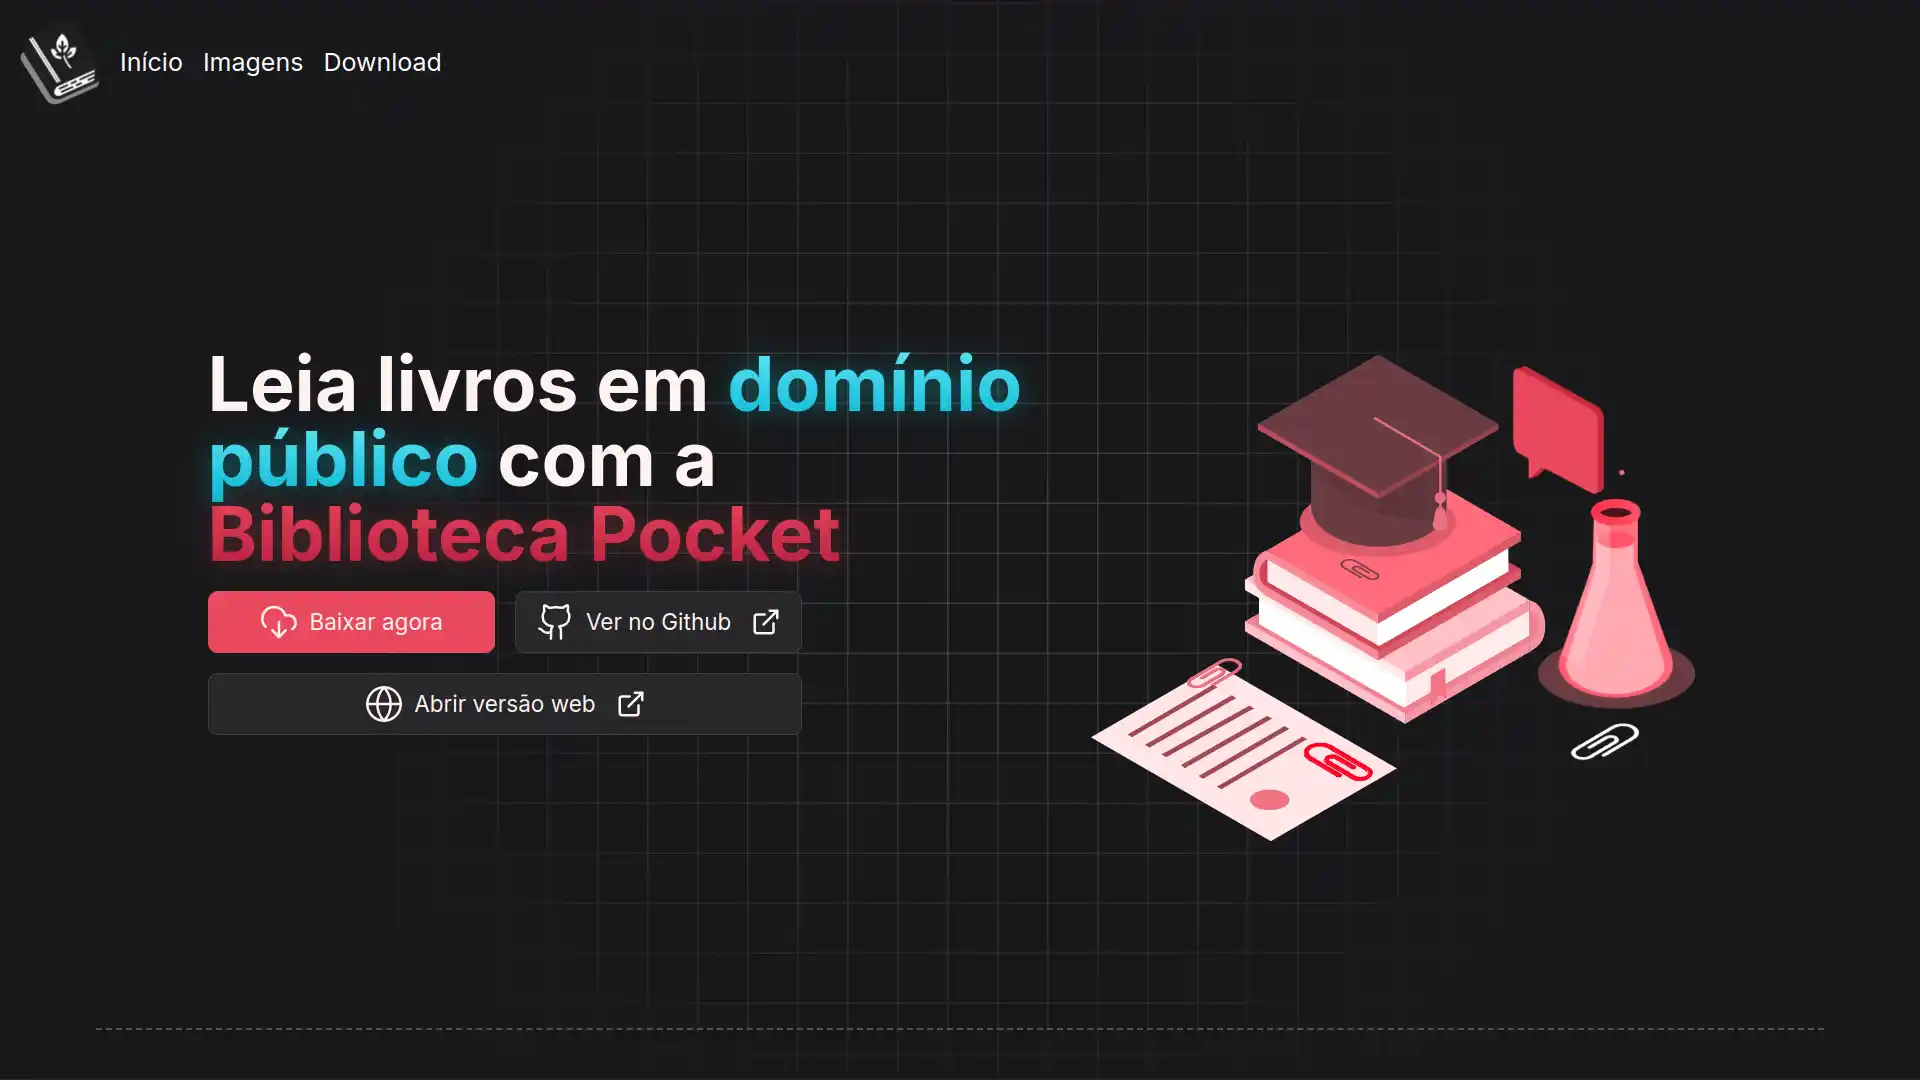 Início Imagens Download
Leia livros em domínio
público com a
Biblioteca Pocket
Baixar agora
Ver no Github
Abrir versão web